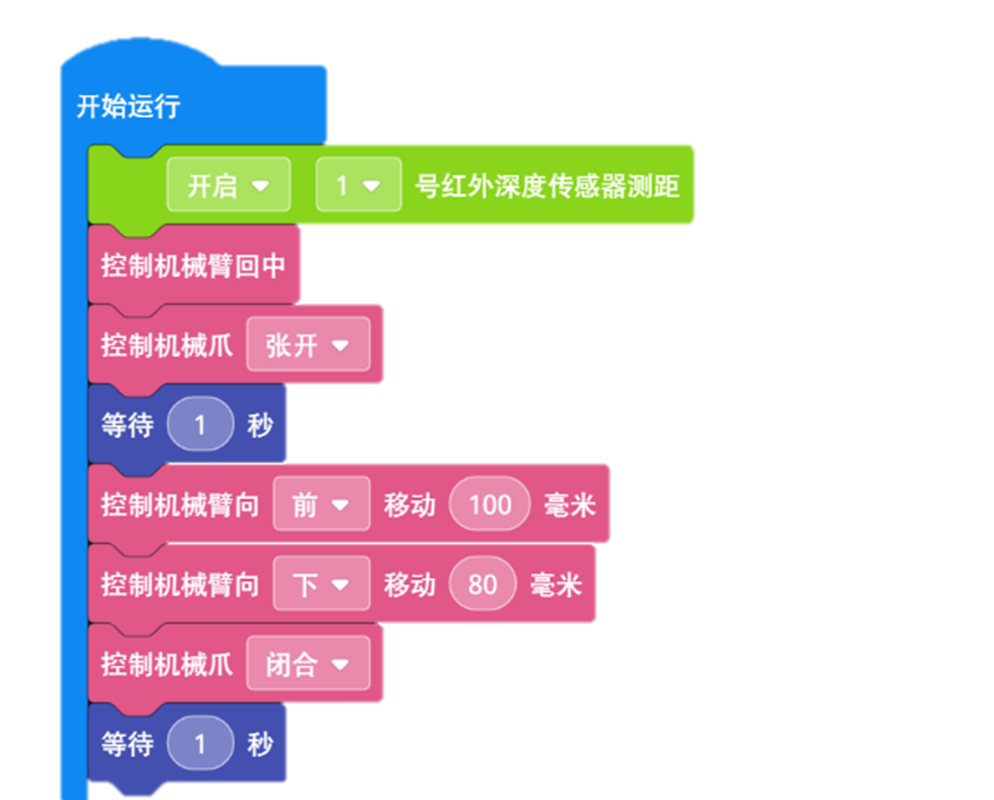 开始运行
开启 1 号红外深度传感器测距
控制机械臂回中
控制机械爪 张开
等待 1 秒
控制机械臂向 前 移动 100 毫米
控制机械臂向 下 移动 80 毫米
控制机械爪 闭合
等待 1 秒